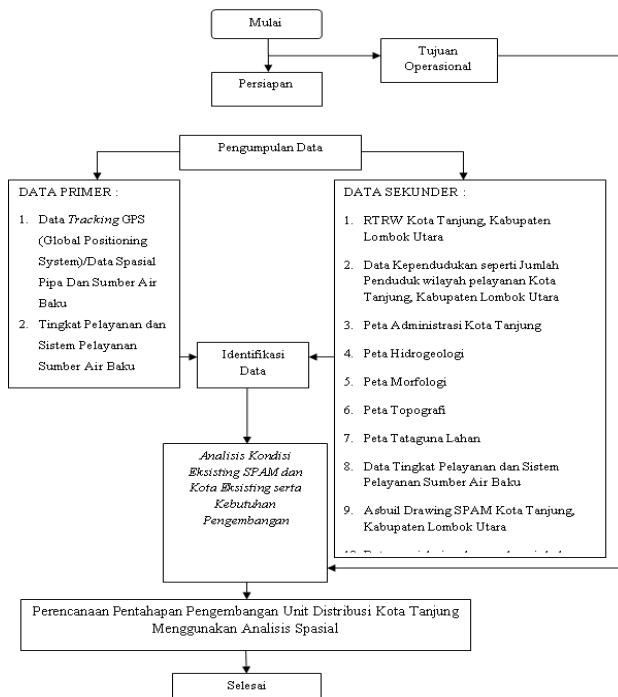 Mulai
Tujuan
Operasional
Persiapan
Pengumpulan Data
DATA PRIMER :
1. Data Tracking GPS
(Global Positioning
System)/Data Spasial
Pipa Dan Sumber Air
Baku
2. Tingkat Pelayanan dan
Sistem Pelayanan
Sumber Air Baku
DATA SEKUNDER :
1. RTRW Kota Tanjung, Kabupaten
Lombok Utara
2. Data Kependudukan seperti Jumlah
Penduduk wilayah pelayanan Kota
Tanjung, Kabupaten Lombok Utara
3. Peta Administrasi Kota Tanjung
4. Peta Hidrogeologi
5. Peta Morfologi
6. Peta Topografi
7. Peta Tataguna Lahan
8. Data Tingkat Pelayanan dan Sistem
Pelayanan Sumber Air Baku
9. Asbuil Drawing SPAM Kota Tanjung,
Kabupaten Lombok Utara
Identifikasi
Data
Analisis Kondisi
Eksisting SPAM dan
Kota Eksisting serta
Kebutuhan
Pengembangan
Perencanaan Pentahapan Pengembangan Unit Distribusi Kota Tanjung
Menggunakan Analisis Spasial
Selesai